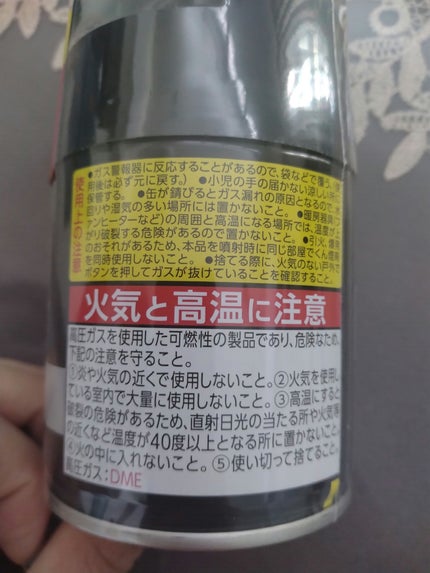 使用上の注意
●ガス警報器に反応することがあるので、袋などで覆う。(使
用後は必ず元に戻す。) ●小児の手の届かない涼しい所に
保管する。 ●缶が錆びるとガス漏れの原因となるので、水
回りや湿気の多い場所には置かないこと。 ●暖房器具(フ
ァンヒーターなど)の周囲と高温になる場所では、温度が上
がり破裂する危険があるので置かないこと。 ●引火、爆発
のおそれがあるため、本品を噴射時に同じ部屋でくん煙剤
を同時使用しないこと。 ●捨てる際に、火気のない戸外で
ボタンを押してガスが抜けていることを確認すること。
火気と高温に注意
高圧ガスを使用した可燃性の製品であり、危険なため、
下記の注意を守ること。
①炎や火気の近くで使用しないこと。②火気を使用し
ている室内で大量に使用しないこと。③高温にすると
破裂の危険があるため、直射日光の当たる所や火気等
の近くなど温度が40度以上となる所に置かないこと。
④火の中に入れないこと。⑤使い切って捨てること。
高圧ガス:DME